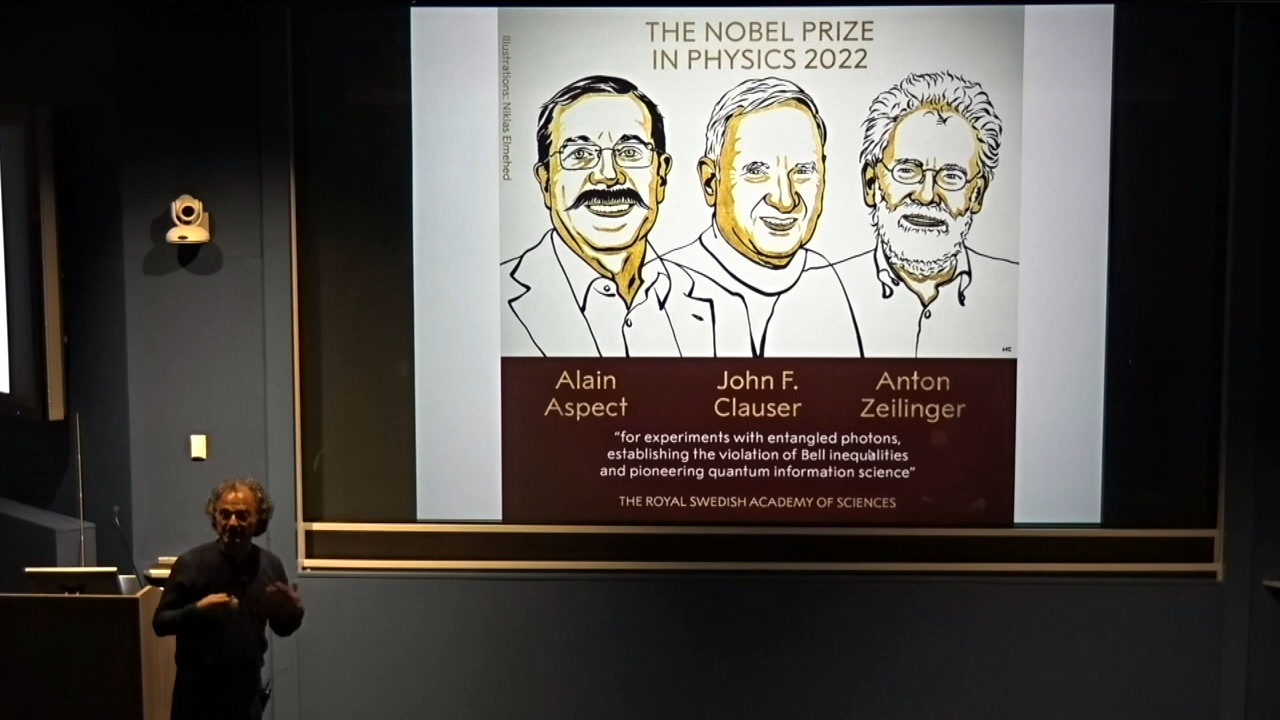 THE NOBEL PRIZE
IN PHYSICS 2022
Illustrations: Niklas Elmehed
Alain
Aspect
John F.
Clauser
Anton
Zeilinger
“for experiments with entangled photons,
establishing the violation of Bell inequalities
and pioneering quantum information science”
THE ROYAL SWEDISH ACADEMY OF SCIENCES